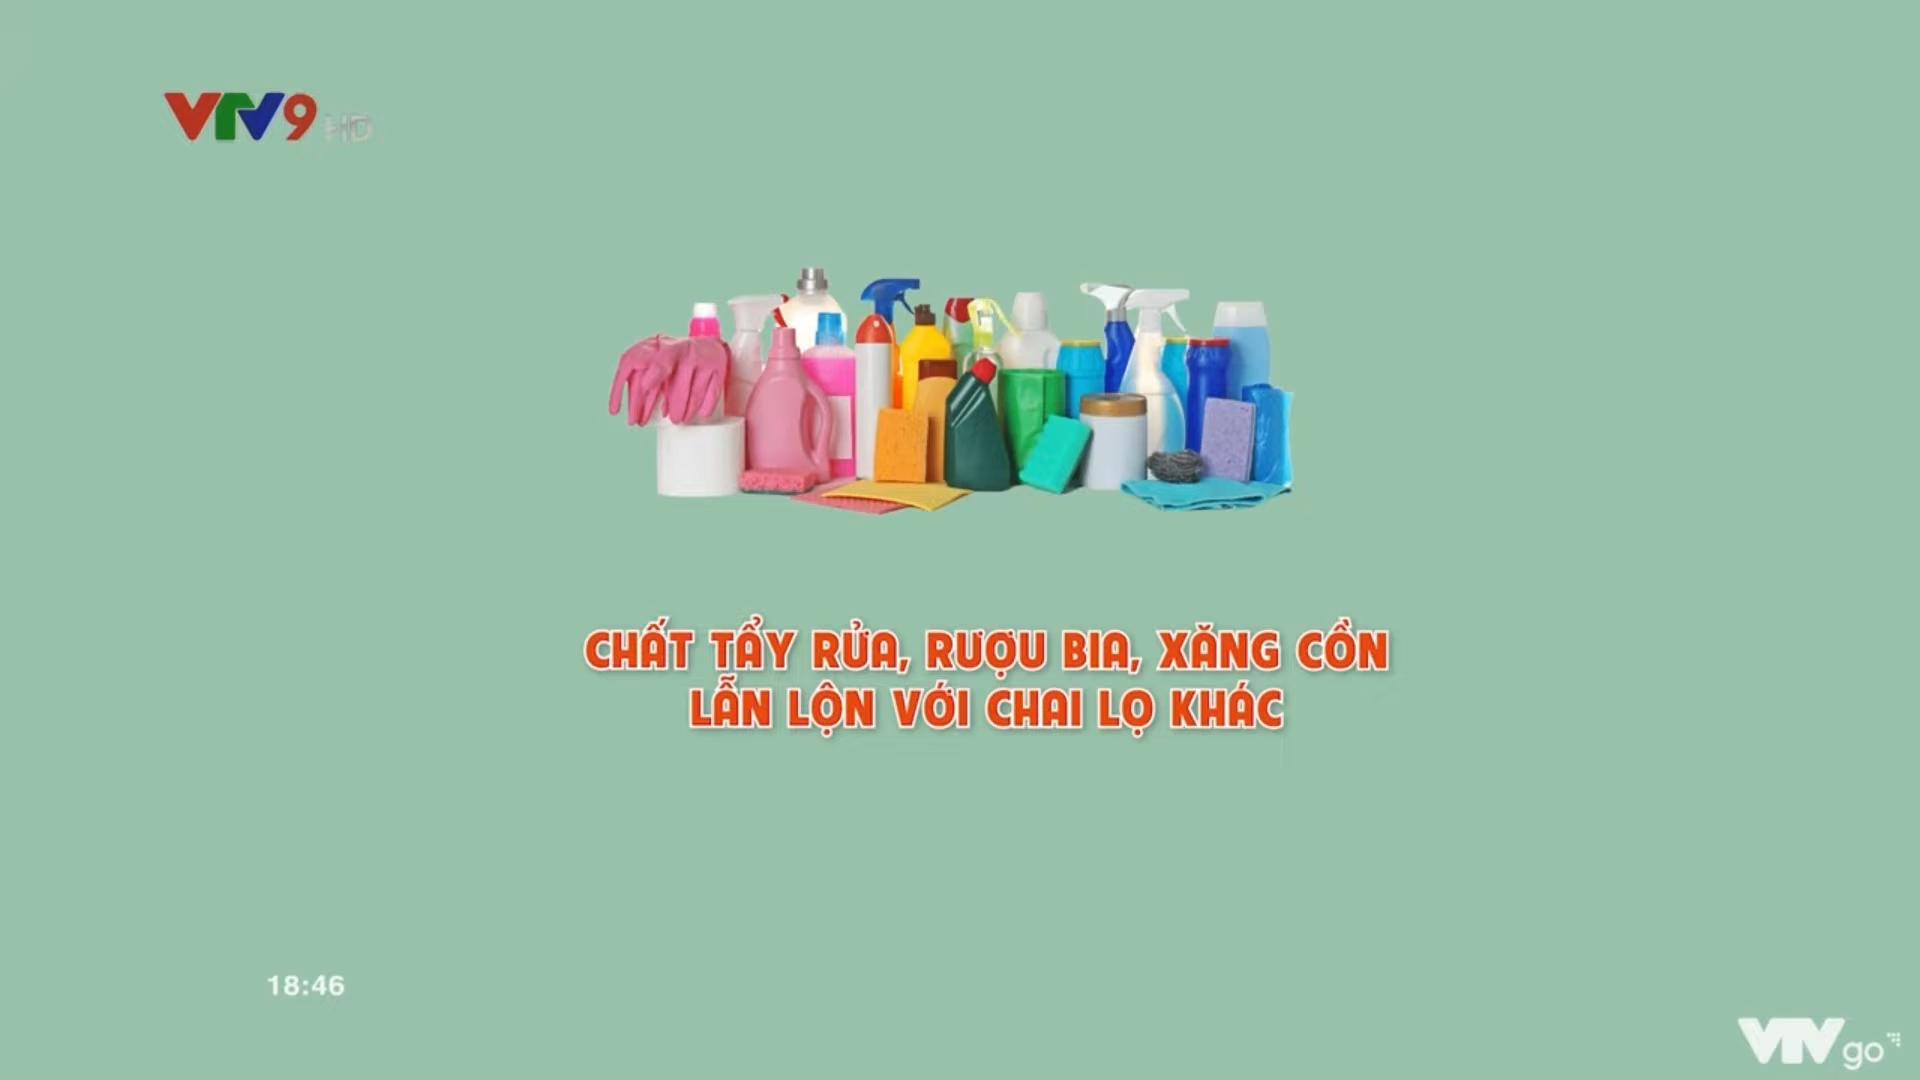 VTV9 HD
CHẤT TẨY RỬA, RƯỢU BIA, XĂNG CỒN
LẪN LỘN VỚI CHAI LỌ KHÁC
18:46
VTVgo